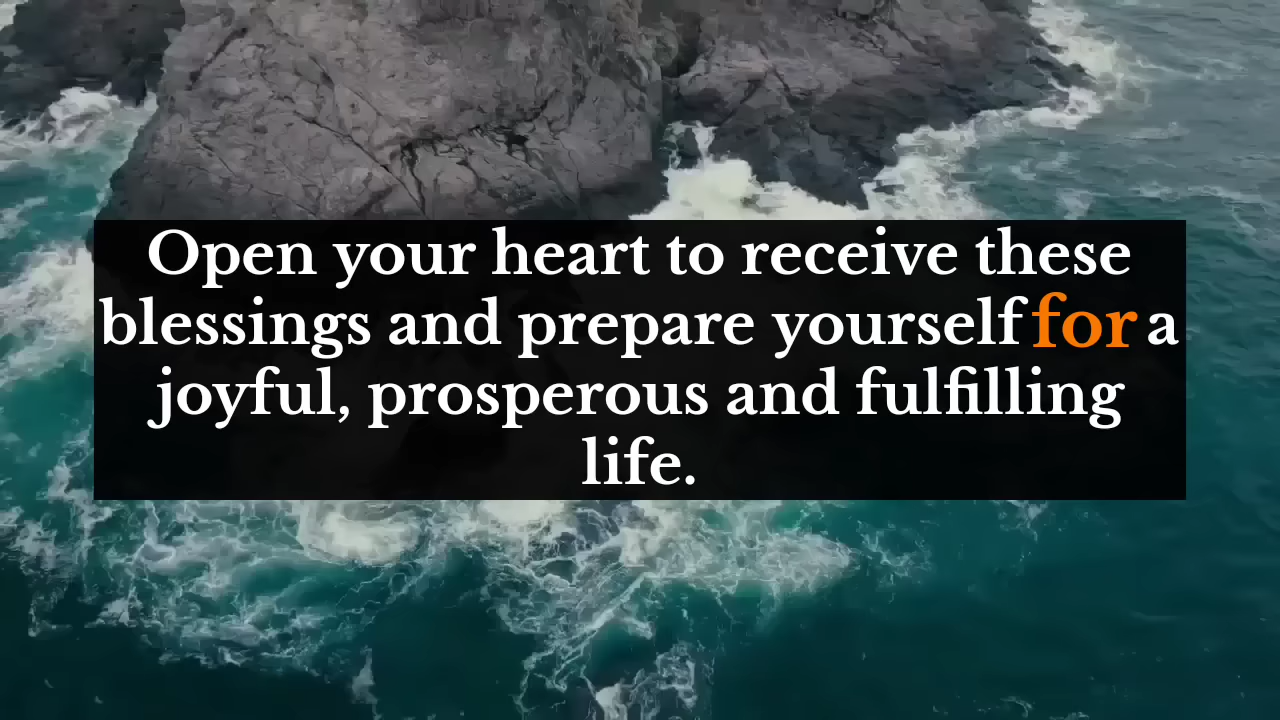 Open your heart to receive these
blessings and prepare yourself for a
joyful, prosperous and fulfilling
life.